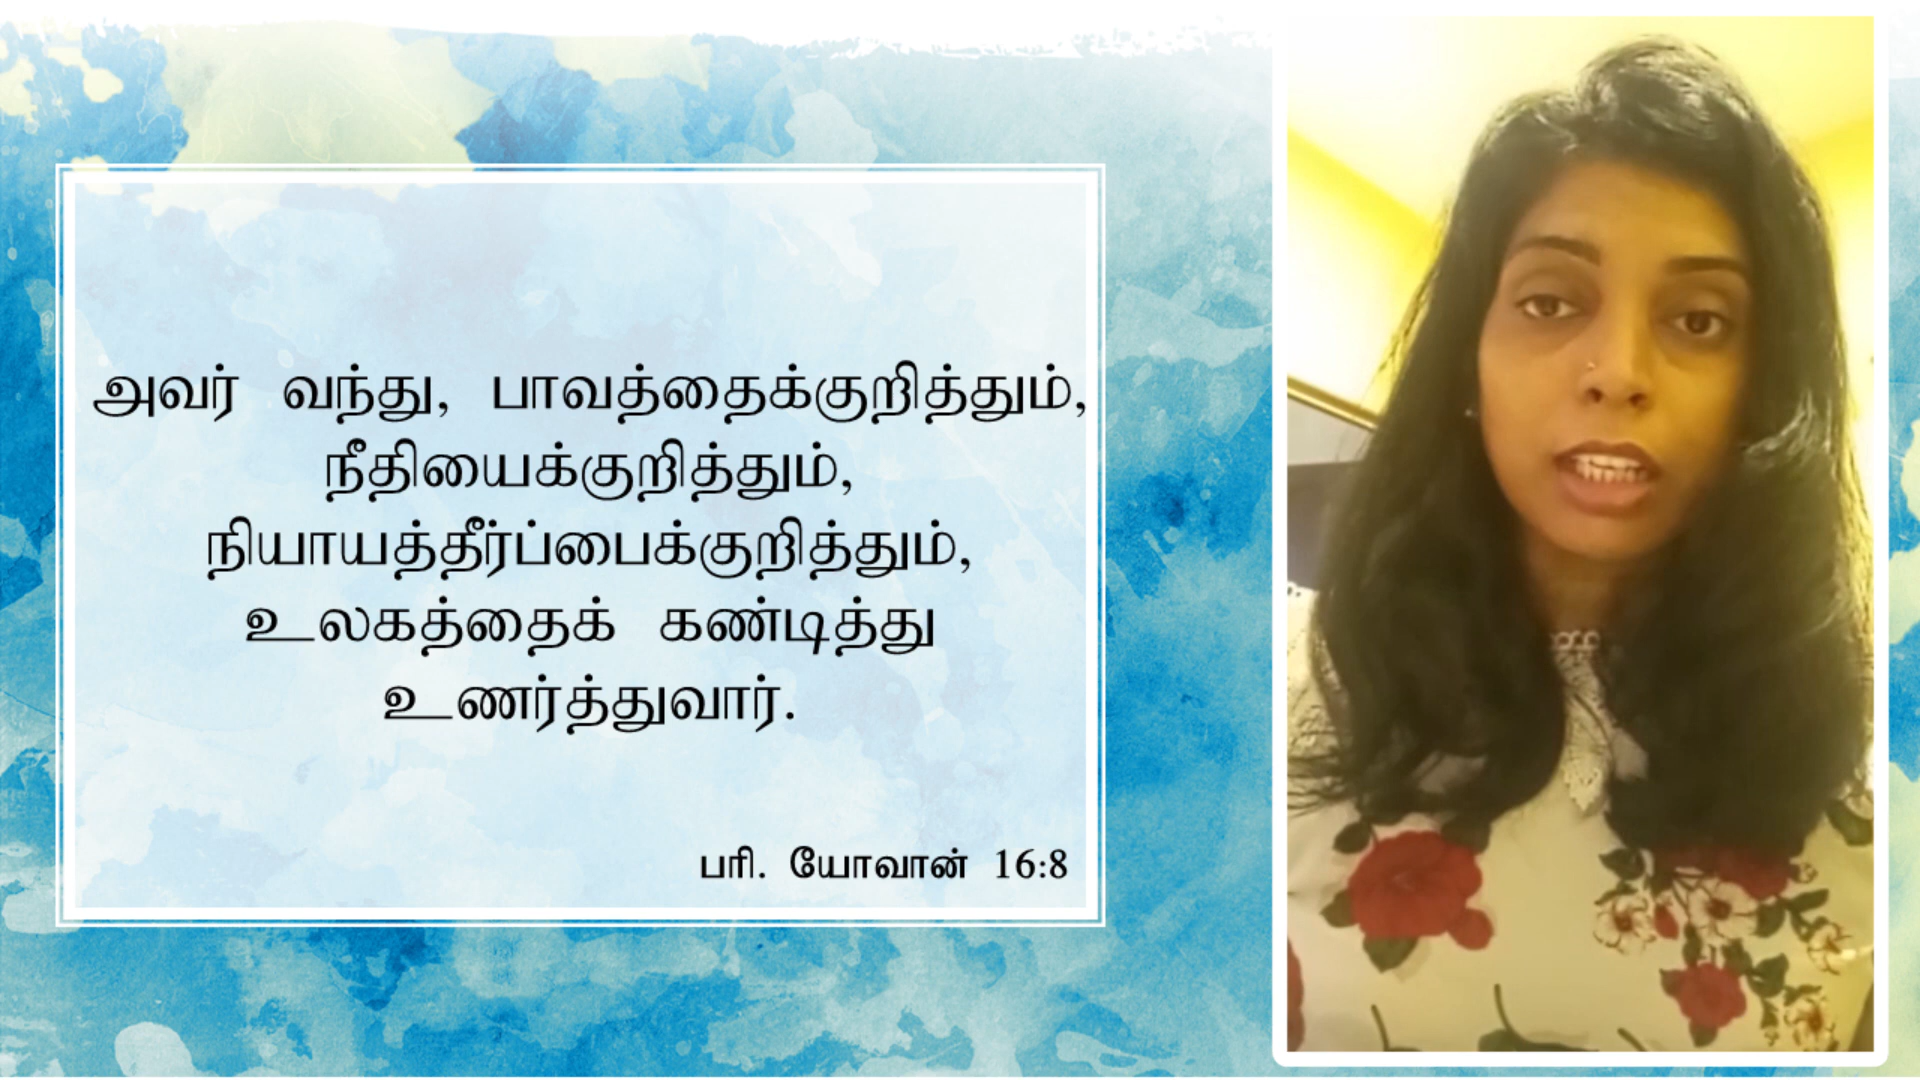 அவர் வந்து, பாவத்தைக்குறித்தும்,
நீதியைக்குறித்தும்,
நியாயத்தீர்ப்பைக்குறித்தும்,
உலகத்தைக் கண்டித்து
உணர்த்துவார்.
பரி. யோவான் 16:8